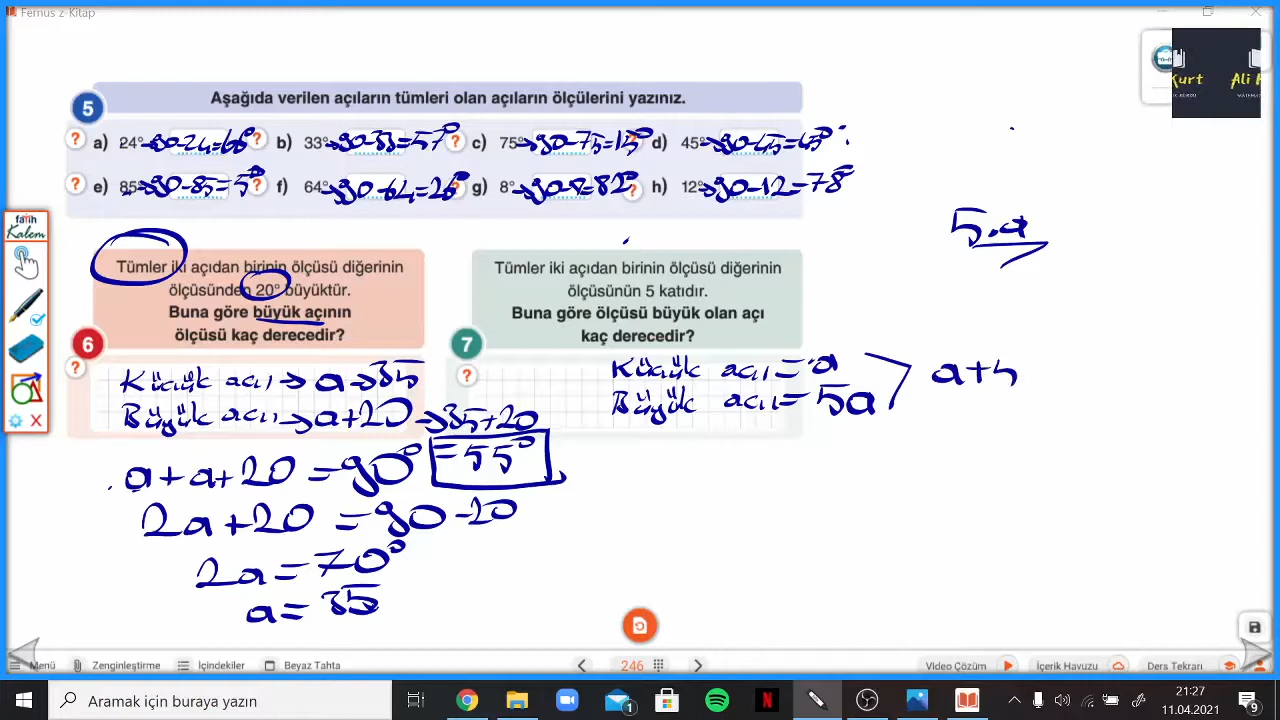 Fernus z-Kitap
Kurt
Ali
5 Aşağıda verilen açıların tümleri olan açıların ölçülerini yazınız.
? a) 24° → 90-24=66° ? b) 33° → 90-33=57° ? c) 75° → 90-75=15° ? d) 45° → 90-45=45°
? e) 85° → 90-85=5° ? f) 64° → 90-64=26° ? g) 8° → 90-8=82° ? h) 12° → 90-12=78°
5.a
fatih
Kalem
Tümler iki açıdan birinin ölçüsü diğerinin
ölçüsünden 20° büyüktür.
Buna göre büyük açının
ölçüsü kaç derecedir?
6
?
Küçük açı → a → 35
Büyük açı → a+20 → 35+20
= 55°
a + a + 20 = 90°
2a + 20 = 90 - 20
2a = 70°
a = 35
Tümler iki açıdan birinin ölçüsü diğerinin
ölçüsünün 5 katıdır.
Buna göre ölçüsü büyük olan açı
kaç derecedir?
7
?
Küçük açı = a
Büyük açı = 5a
a+
Menü Zenginleştirme İçindekiler Beyaz Tahta 246 Video Çözüm İçerik Havuzu Ders Tekrarı
Aramak için buraya yazın
1
N
21:27
11.04.2021
9